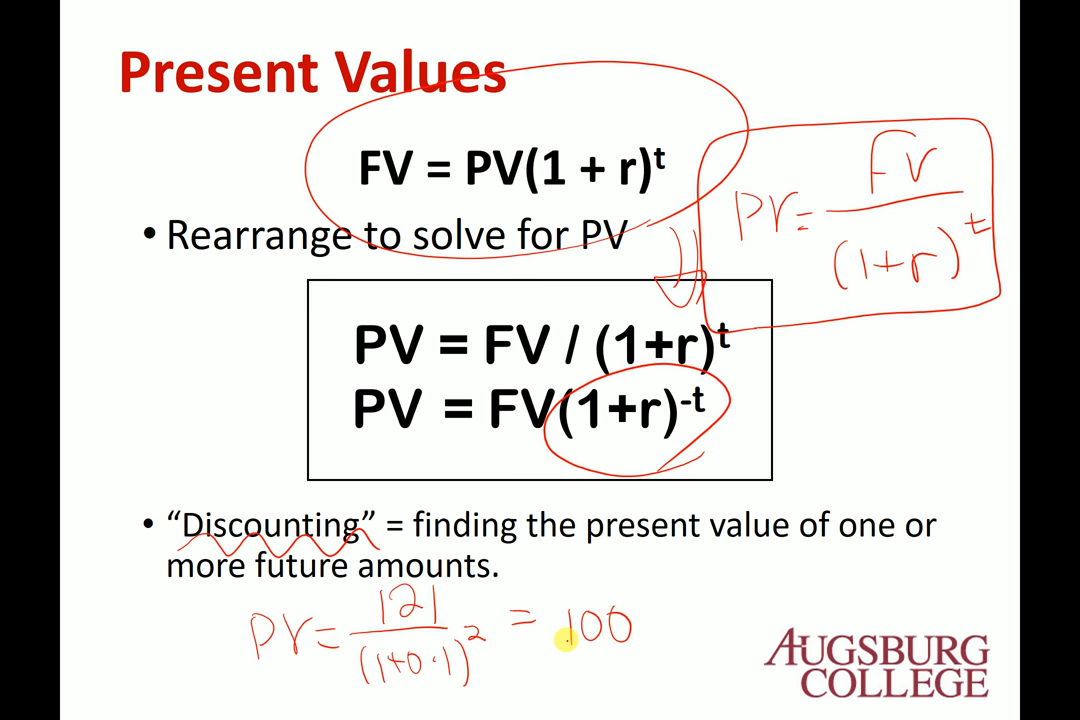 Present Values
FV = PV(1 + r)ᵗ
PV = FV / (1+r)ᵗ
• Rearrange to solve for PV
PV = FV / (1+r)ᵗ
PV = FV(1+r)⁻ᵗ
• “Discounting” = finding the present value of one or
more future amounts.
PV = 121 / (1+0.1)² = 100
AUGSBURG
COLLEGE